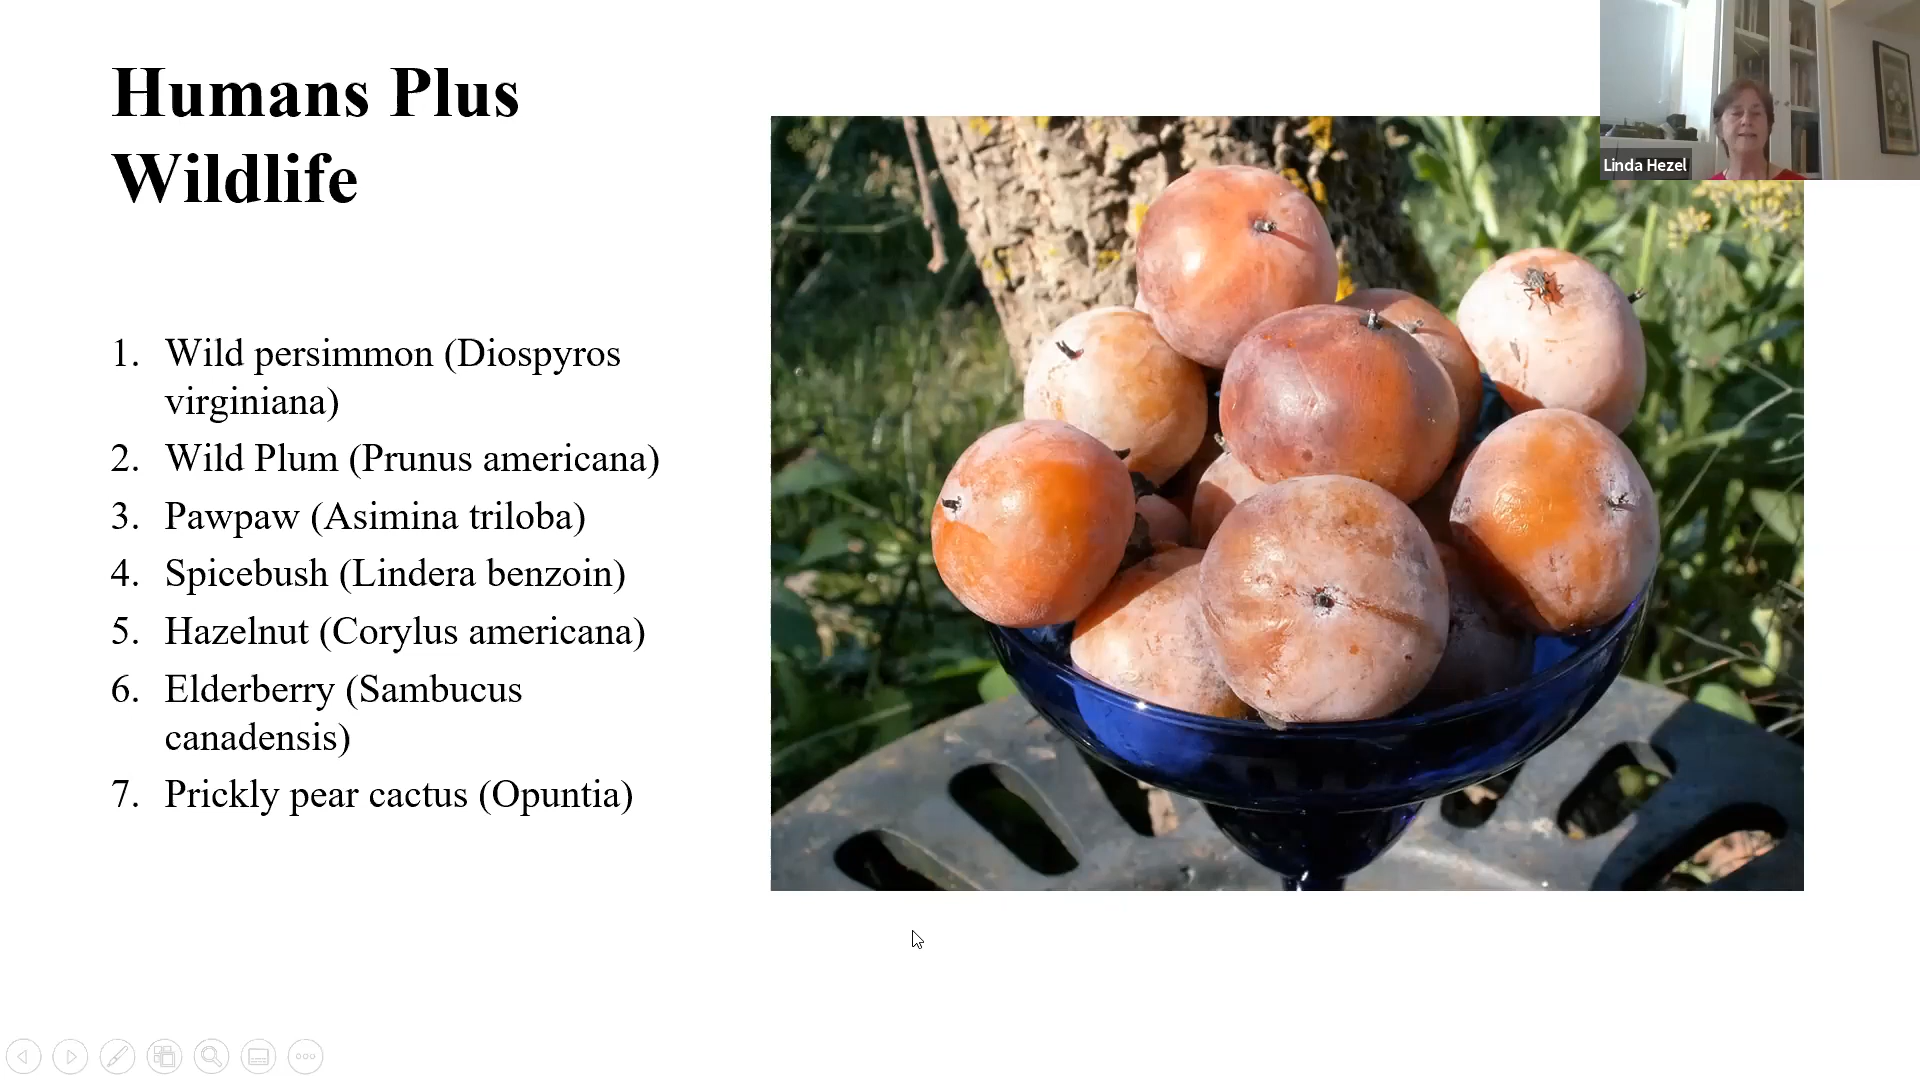 Humans Plus
Wildlife
1. Wild persimmon (Diospyros
virginiana)
2. Wild Plum (Prunus americana)
3. Pawpaw (Asimina triloba)
4. Spicebush (Lindera benzoin)
5. Hazelnut (Corylus americana)
6. Elderberry (Sambucus
canadensis)
7. Prickly pear cactus (Opuntia)
Linda Hezel